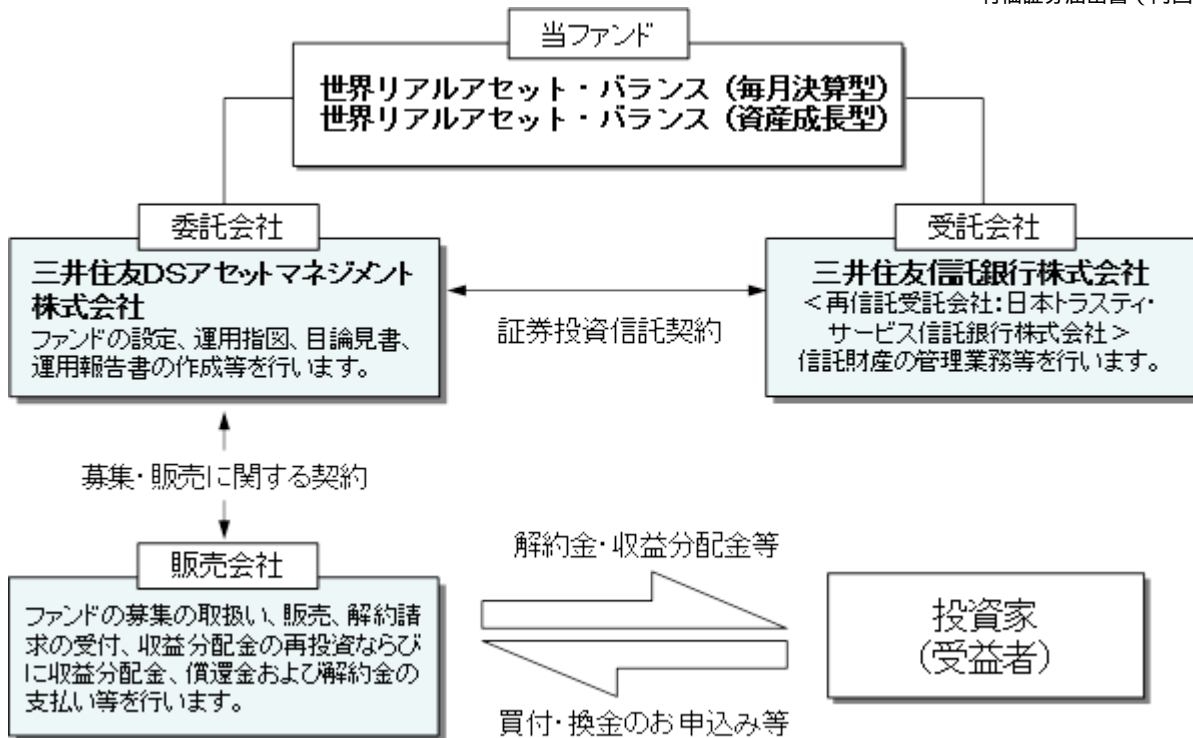 当ファンド
世界リアルアセット・バランス（毎月決算型）
世界リアルアセット・バランス（資産成長型）
委託会社
三井住友DSアセットマネジメント
株式会社
ファンドの設定、運用指図、目論見書、
運用報告書の作成等を行います。
証券投資信託契約
受託会社
三井住友信託銀行株式会社
＜再信託受託会社：日本トラスティ・
サービス信託銀行株式会社＞
信託財産の管理業務等を行います。
募集・販売に関する契約
販売会社
ファンドの募集の取扱い、販売、解約請
求の受付、収益分配金の再投資ならび
に収益分配金、償還金および解約金の
支払い等を行います。
解約金・収益分配金等
買付・換金のお申込み等
投資家
(受益者)